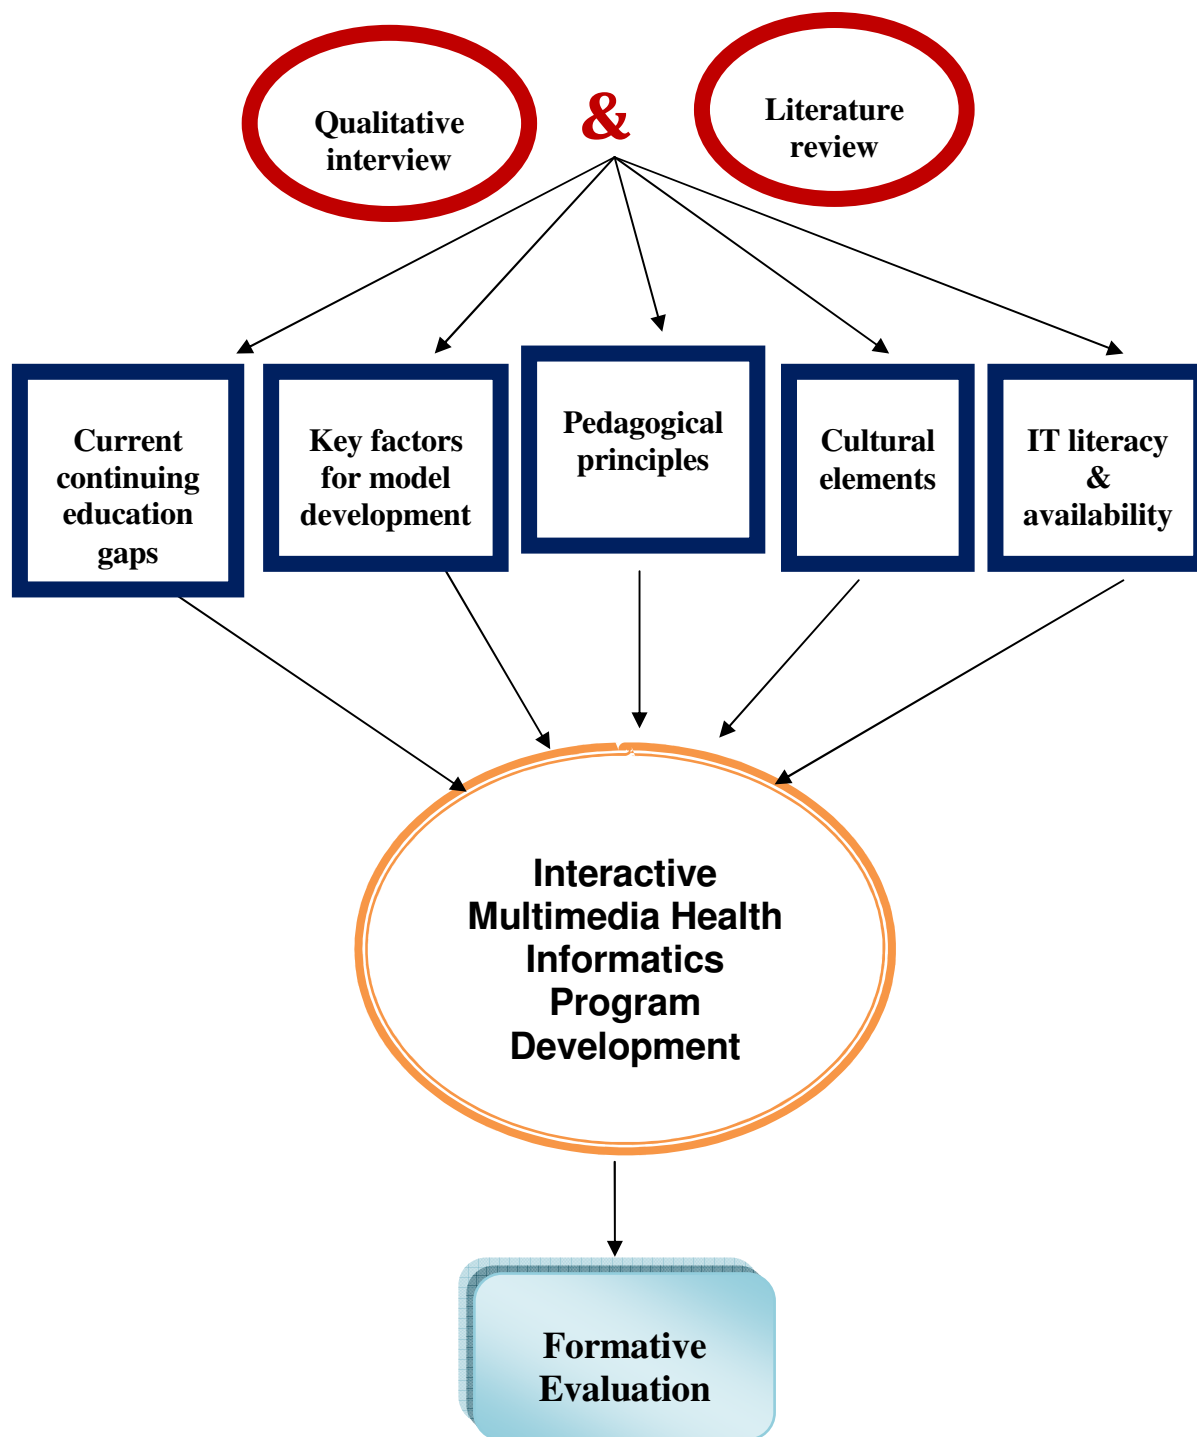 Qualitative
interview
&
Literature
review
Current
continuing
education
gaps
Key factors
for model
development
Pedagogical
principles
Cultural
elements
IT literacy
&
availability
Interactive
Multimedia Health
Informatics
Program
Development
Formative
Evaluation